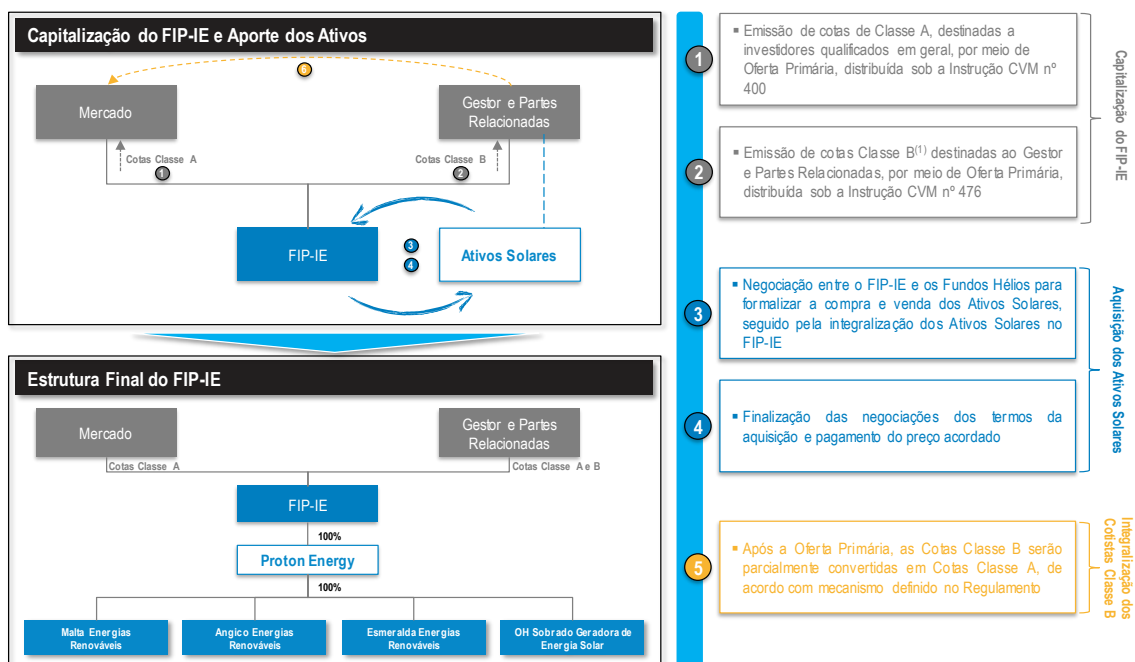 Capitalização do FIP-IE e Aporte dos Ativos
6
Mercado
Gestor e Partes
Relacionadas
Cotas Classe A
1
Cotas Classe B
2
FIP-IE
3
4
Ativos Solares
Estrutura Final do FIP-IE
Mercado
Gestor e Partes
Relacionadas
Cotas Classe A
Cotas Classe A e B
FIP-IE
100%
Proton Energy
100%
Malta Energias
Renováveis
Angico Energias
Renováveis
Esmeralda Energias
Renováveis
OH Sobrado Geradora de
Energia Solar
1
▪ Emissão de cotas de Classe A, destinadas a
investidores qualificados em geral, por meio de
Oferta Primária, distribuída sob a Instrução CVM nº
400
2
▪ Emissão de cotas Classe B(1) destinadas ao Gestor
e Partes Relacionadas, por meio de Oferta Primária,
distribuída sob a Instrução CVM nº 476
Capitalização do FIP-IE
3
▪ Negociação entre o FIP-IE e os Fundos Hélios para
formalizar a compra e venda dos Ativos Solares,
seguido pela integralização dos Ativos Solares no
FIP-IE
4
▪ Finalização das negociações dos termos da
aquisição e pagamento do preço acordado
Aquisição dos Ativos Solares
5
▪ Após a Oferta Primária, as Cotas Classe B serão
parcialmente convertidas em Cotas Classe A, de
acordo com mecanismo definido no Regulamento
Integralização dos
Cotistas Classe B